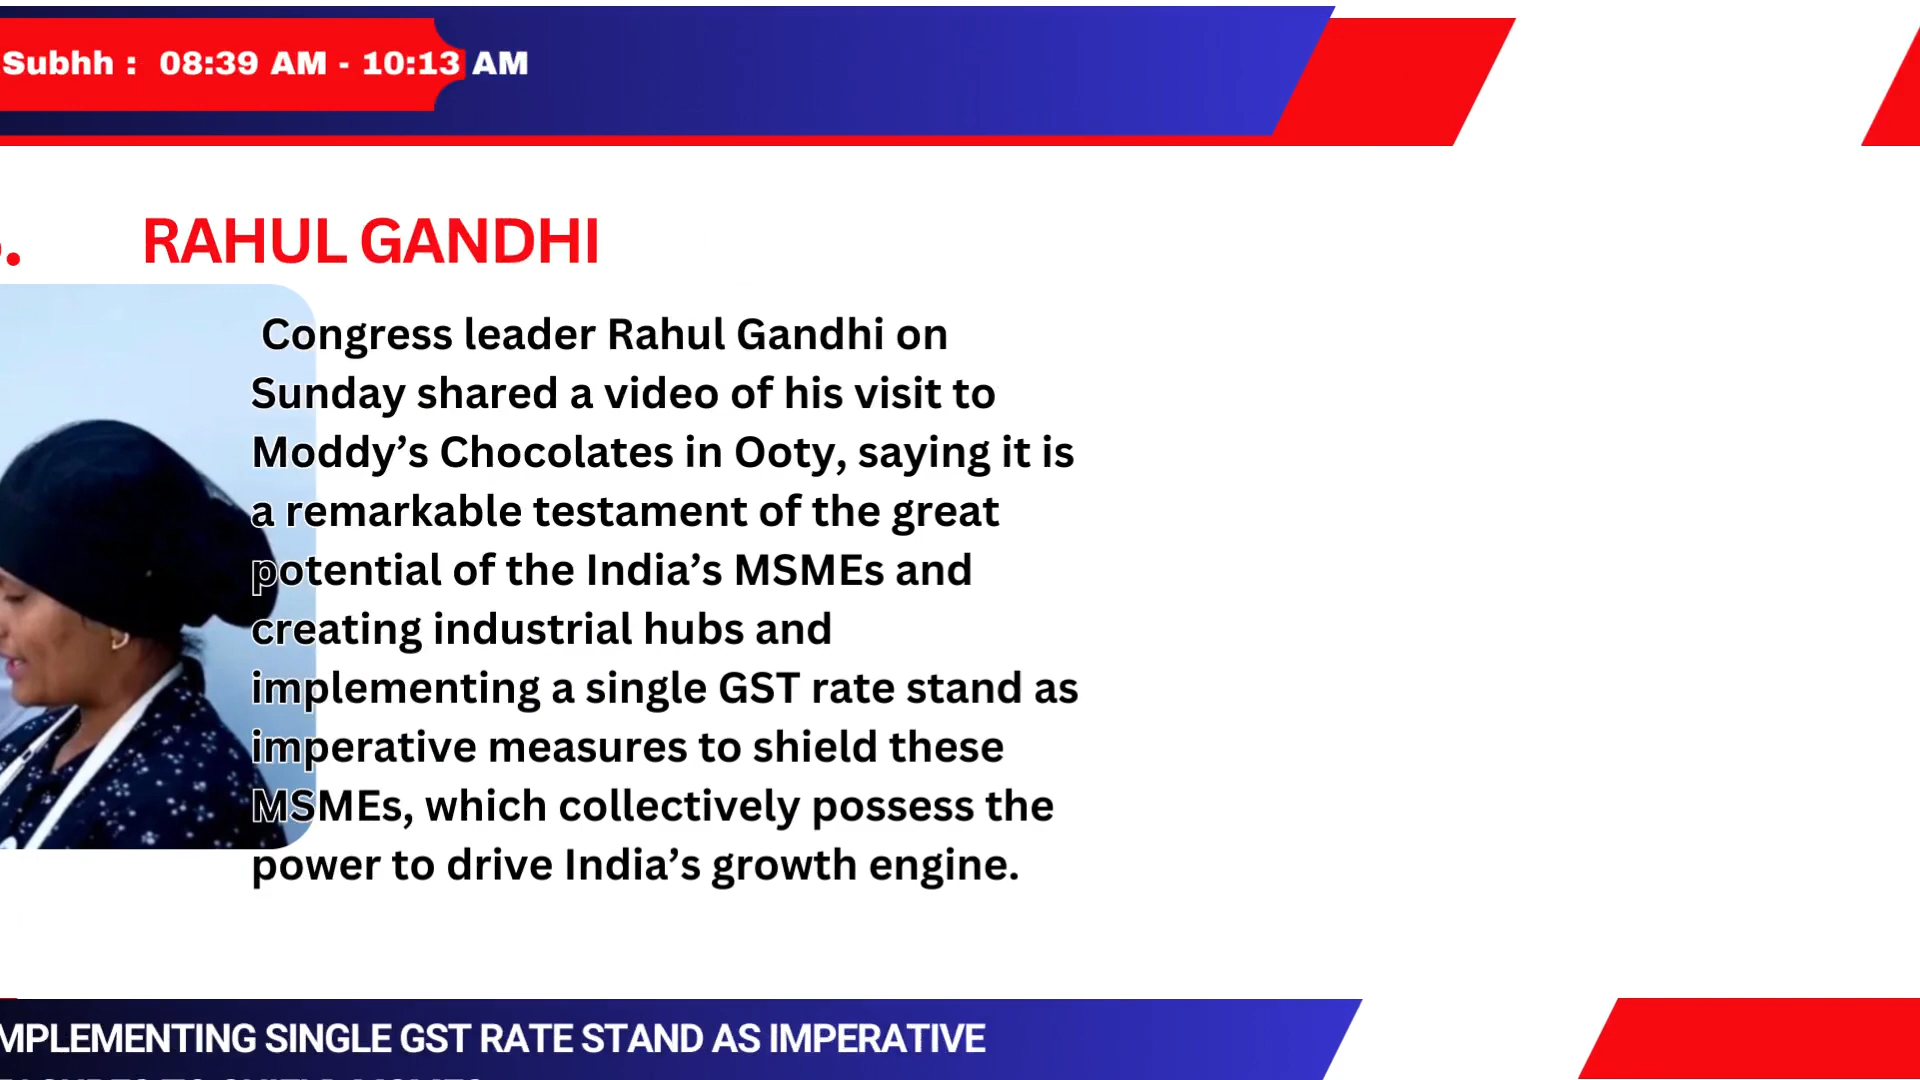 Subhh : 08:39 AM - 10:13 AM
RAHUL GANDHI
Congress leader Rahul Gandhi on
Sunday shared a video of his visit to
Moddy’s Chocolates in Ooty, saying it is
a remarkable testament of the great
potential of the India’s MSMEs and
creating industrial hubs and
implementing a single GST rate stand as
imperative measures to shield these
MSMEs, which collectively possess the
power to drive India’s growth engine.
MPLEMENTING SINGLE GST RATE STAND AS IMPERATIVE